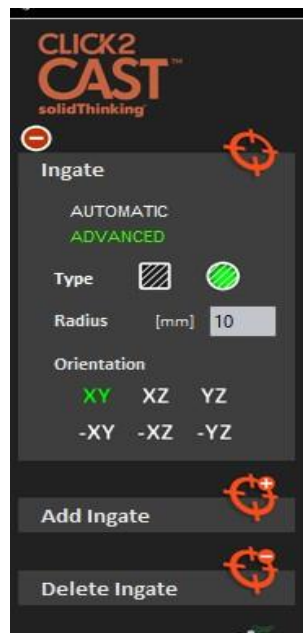 CLICK2
CAST™
solidThinking
Ingate
AUTOMATIC
ADVANCED
Type
Radius [mm] 10
Orientation
XY XZ YZ
-XY -XZ -YZ
Add Ingate
Delete Ingate